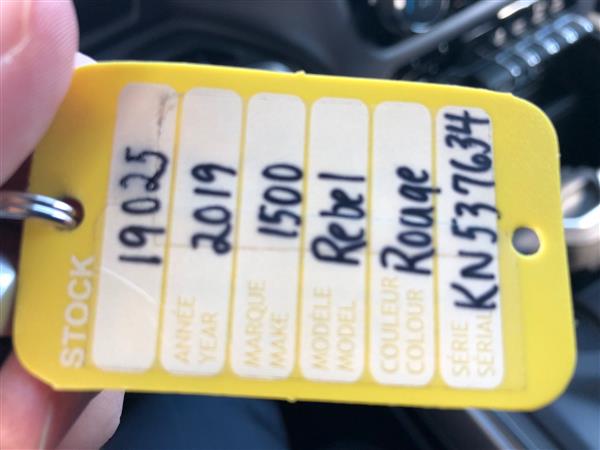 STOCK
19025
ANNÉE
YEAR
2019
MARQUE
MAKE
1500
MODÈLE
MODEL
Rebel
COULEUR
COLOUR
Rouge
SÉRIE
SERIAL
KN537634